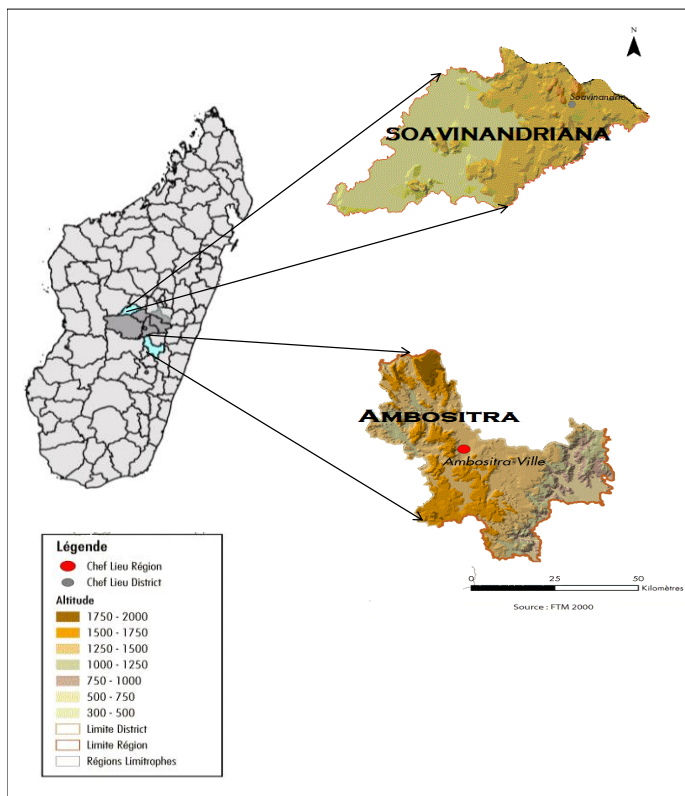 N
Soavinandria
SOAVINANDRIANA
AMBOSITRA
Ambositra-Ville
Légende
Chef Lieu Région
Chef Lieu District
Altitude
1750 - 2000
1500 - 1750
1250 - 1500
1000 - 1250
750 - 1000
500 - 750
300 - 500
Limite District
Limite Région
Régions Limitrophes
0 25 50
Kilomètres
Source : FTM 2000